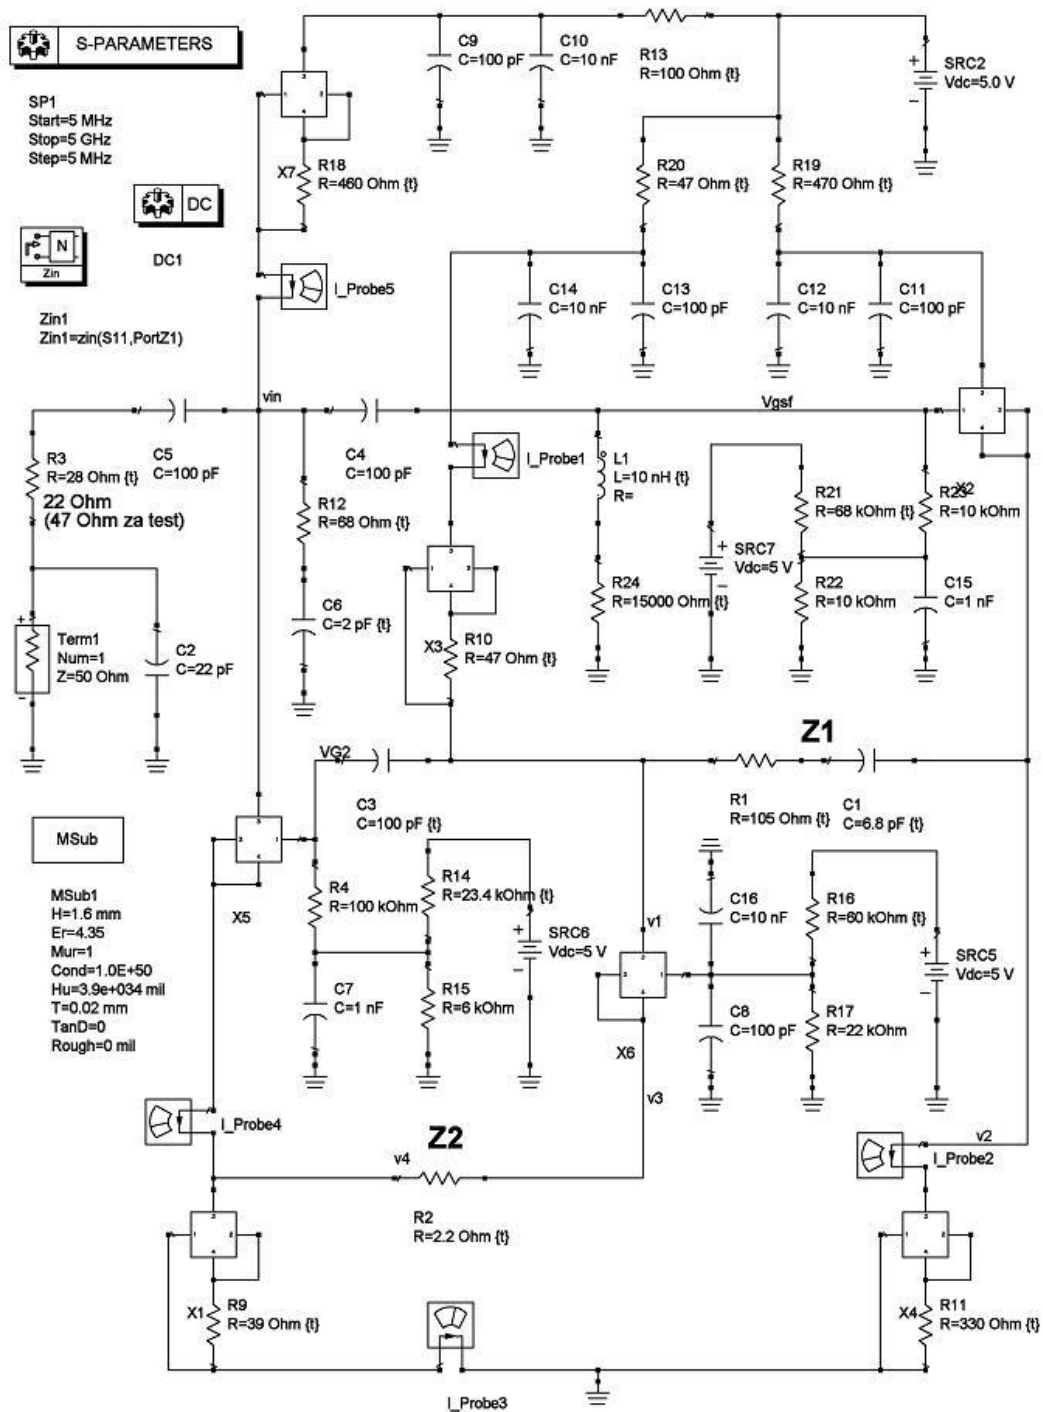 S-PARAMETERS
SP1
Start=5 MHz
Stop=5 GHz
Step=5 MHz
DC
DC1
N
Zin
Zin1
Zin1=zin(S11,PortZ1)
X7
R18
R=460 Ohm {t}
C9
C=100 pF
C10
C=10 nF
R13
R=100 Ohm {t}
SRC2
Vdc=5.0 V
R20
R=47 Ohm {t}
R19
R=470 Ohm {t}
I_Probe5
C14
C=10 nF
C13
C=100 pF
C12
C=10 nF
C11
C=100 pF
vin
Vgsf
R3
R=28 Ohm {t}
22 Ohm
(47 Ohm za test)
C5
C=100 pF
C4
C=100 pF
I_Probe1
L1
L=10 nH {t}
R=
R12
R=68 Ohm {t}
R21
R=68 kOhm {t}
X2
R23
R=10 kOhm
SRC7
Vdc=5 V
R24
R=15000 Ohm {t}
R22
R=10 kOhm
C15
C=1 nF
C6
C=2 pF {t}
X3
R10
R=47 Ohm {t}
Term1
Num=1
Z=50 Ohm
C2
C=22 pF
VG2
Z1
C3
C=100 pF {t}
R1
R=105 Ohm {t}
C1
C=6.8 pF {t}
MSub
MSub1
H=1.6 mm
Er=4.35
Mur=1
Cond=1.0E+50
Hu=3.9e+034 mil
T=0.02 mm
TanD=0
Rough=0 mil
X5
R4
R=100 kOhm
R14
R=23.4 kOhm {t}
SRC6
Vdc=5 V
C7
C=1 nF
R15
R=6 kOhm
v1
X6
v3
C16
C=10 nF
R16
R=60 kOhm {t}
SRC5
Vdc=5 V
C8
C=100 pF
R17
R=22 kOhm
I_Probe4
v4
Z2
R2
R=2.2 Ohm {t}
v2
I_Probe2
X1
R9
R=39 Ohm {t}
X4
R11
R=330 Ohm {t}
I_Probe3